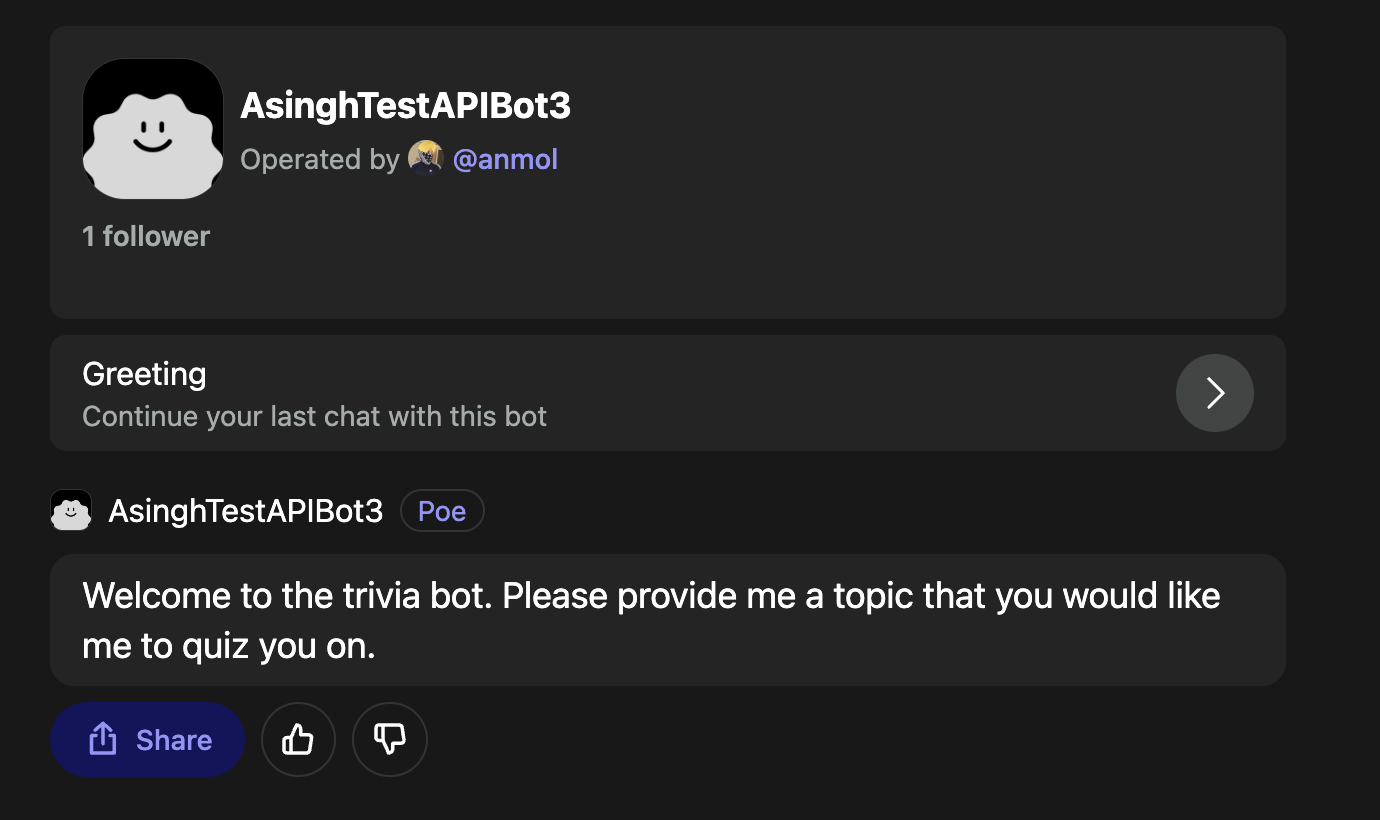 AsinghTestAPIBot3
Operated by @anmol
1 follower
Greeting
Continue your last chat with this bot
AsinghTestAPIBot3 Poe
Welcome to the trivia bot. Please provide me a topic that you would like
me to quiz you on.
Share